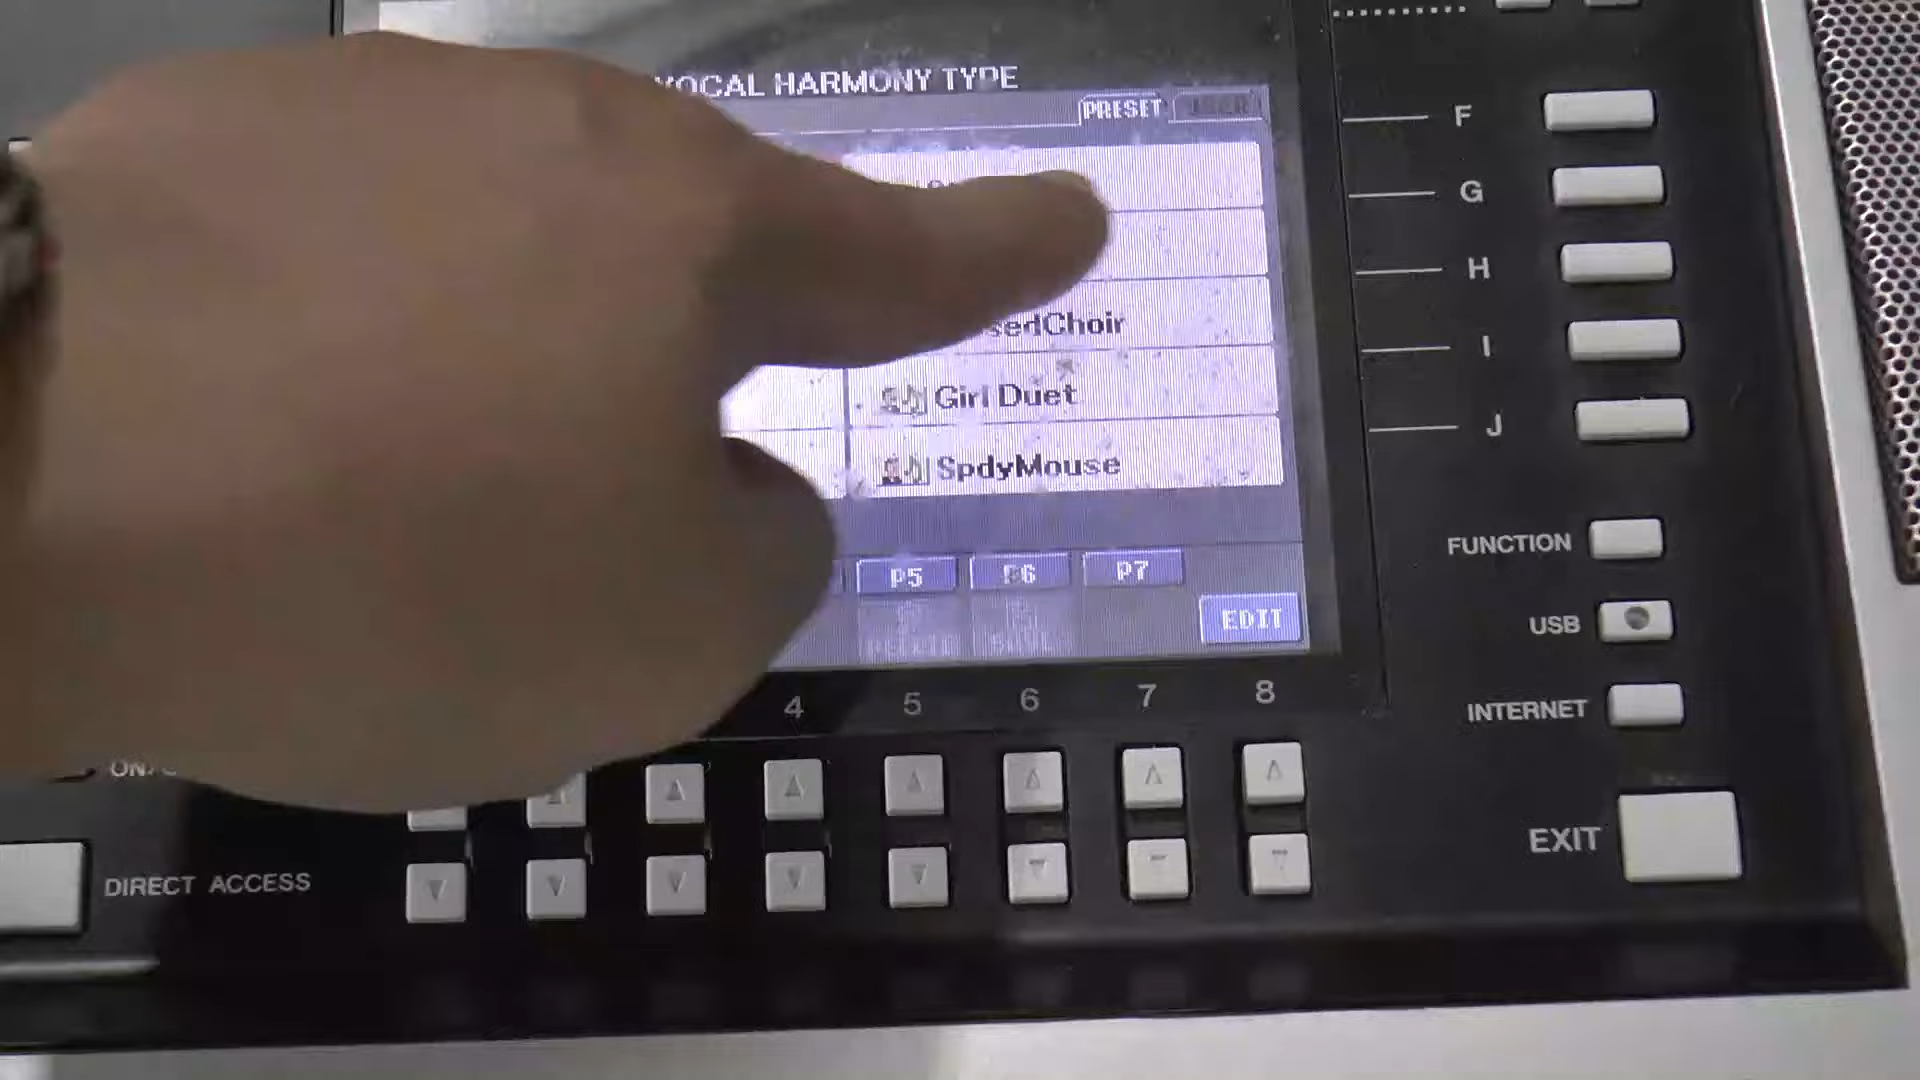 VOCAL HARMONY TYPE
PRESET
F
G
H
sedChoir
I
Girl Duet
J
SpdyMouse
FUNCTION
P5 P6 P7
EDIT
USB
4 5 6 7 8
INTERNET
EXIT
DIRECT ACCESS